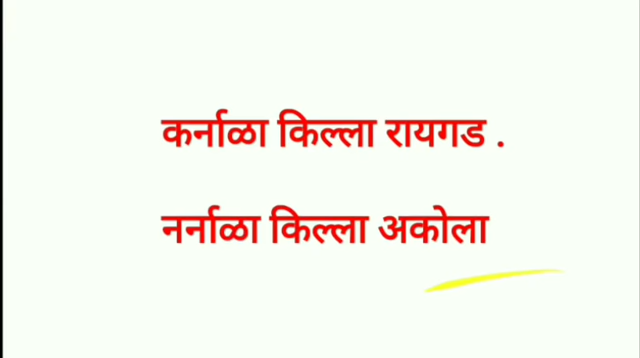 कर्नाळा किल्ला रायगड .
नर्नाळा किल्ला अकोला